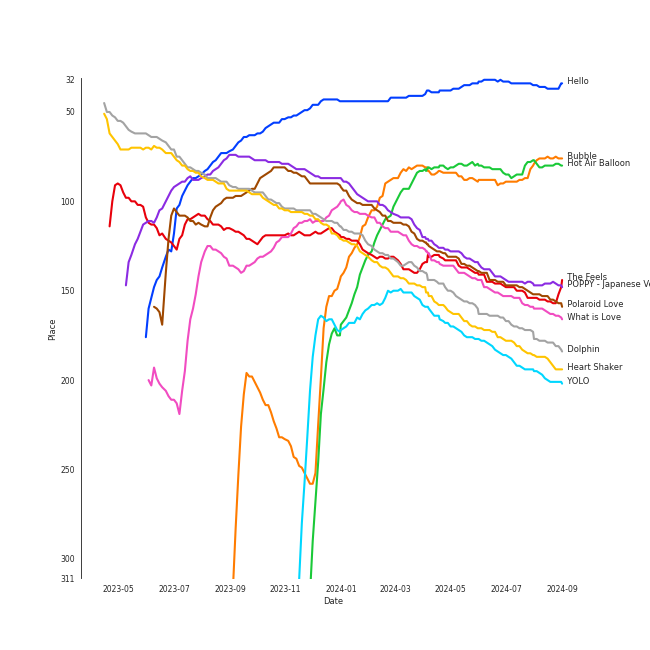 32
50
100
150
200
250
300
311
Place
Hello
Bubble
Hot Air Balloon
The Feels
POPPY - Japanese Ve
Polaroid Love
What is Love
Dolphin
Heart Shaker
YOLO
2023-05 2023-07 2023-09 2023-11 2024-01 2024-03 2024-05 2024-07 2024-09
Date